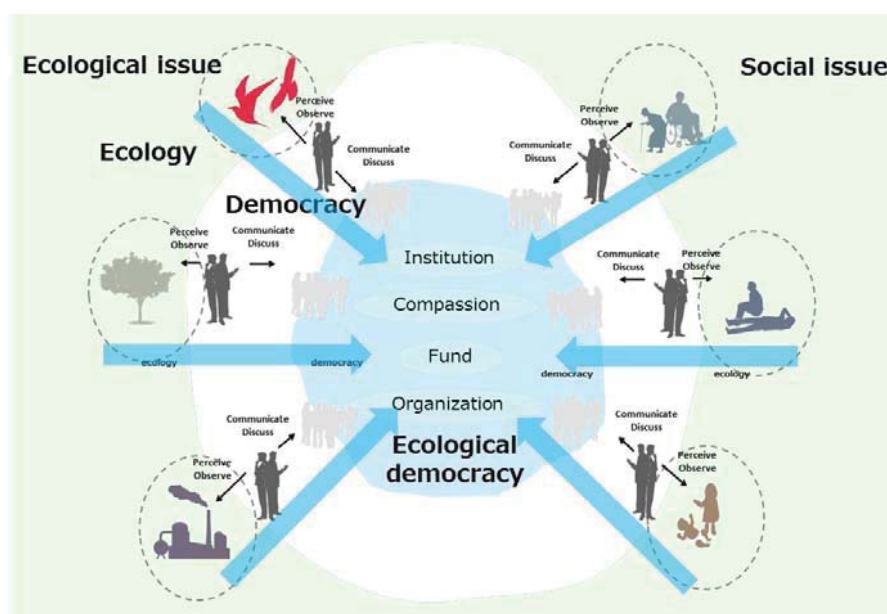 Ecological issue
Social issue
Perceive
Observe
Communicate
Discuss
Perceive
Observe
Communicate
Discuss
Ecology
Democracy
Perceive
Observe
Communicate
Discuss
Institution
Communicate
Discuss
Perceive
Observe
Compassion
Fund
ecology
democracy
democracy
ecology
Organization
Communicate
Discuss
Communicate
Discuss
Ecological
democracy
Perceive
Observe
Perceive
Observe